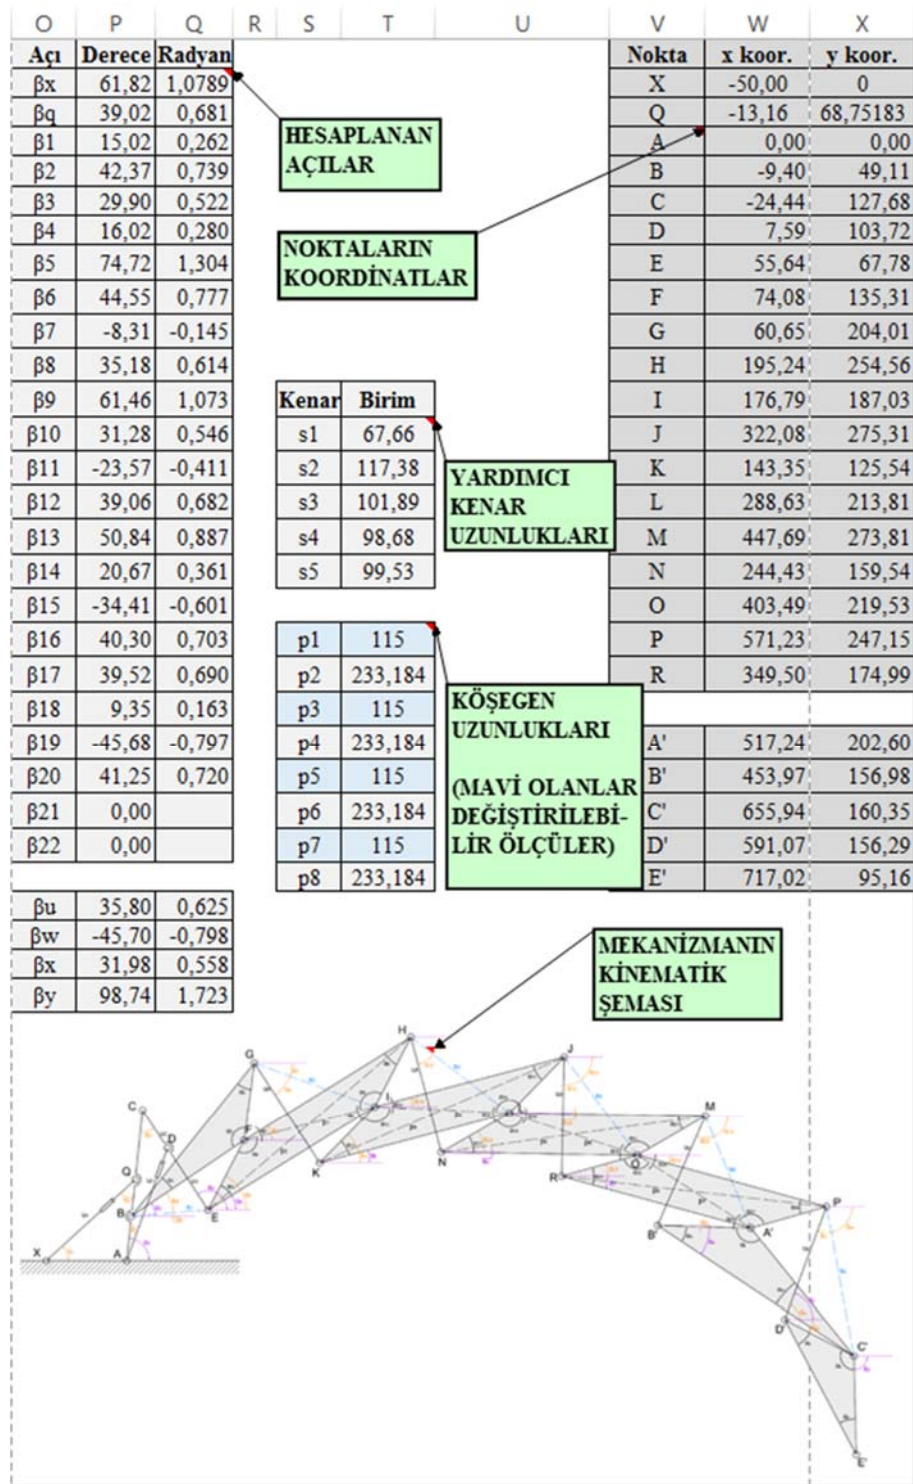 O P Q R S T U V W X
Açı Derece Radyan
βx 61,82 1,0789
βq 39,02 0,681
β1 15,02 0,262
β2 42,37 0,739
β3 29,90 0,522
β4 16,02 0,280
β5 74,72 1,304
β6 44,55 0,777
β7 -8,31 -0,145
β8 35,18 0,614
β9 61,46 1,073
β10 31,28 0,546
β11 -23,57 -0,411
β12 39,06 0,682
β13 50,84 0,887
β14 20,67 0,361
β15 -34,41 -0,601
β16 40,30 0,703
β17 39,52 0,690
β18 9,35 0,163
β19 -45,68 -0,797
β20 41,25 0,720
β21 0,00
β22 0,00
βu 35,80 0,625
βw -45,70 -0,798
βx 31,98 0,558
βy 98,74 1,723
HESAPLANAN
AÇILAR
NOKTALARIN
KOORDİNATLAR
Kenar Birim
s1 67,66
s2 117,38
s3 101,89
s4 98,68
s5 99,53
YARDIMCI
KENAR
UZUNLUKLARI
p1 115
p2 233,184
p3 115
p4 233,184
p5 115
p6 233,184
p7 115
p8 233,184
KÖŞEGEN
UZUNLUKLARI
(MAVİ OLANLAR
DEĞİŞTİRİLEBİ-
LİR ÖLÇÜLER)
Nokta x koor. y koor.
X -50,00 0
Q -13,16 68,75183
A 0,00 0,00
B -9,40 49,11
C -24,44 127,68
D 7,59 103,72
E 55,64 67,78
F 74,08 135,31
G 60,65 204,01
H 195,24 254,56
I 176,79 187,03
J 322,08 275,31
K 143,35 125,54
L 288,63 213,81
M 447,69 273,81
N 244,43 159,54
O 403,49 219,53
P 571,23 247,15
R 349,50 174,99
A' 517,24 202,60
B' 453,97 156,98
C' 655,94 160,35
D' 591,07 156,29
E' 717,02 95,16
MEKANİZMANIN
KİNEMATİK
ŞEMASI
H
G
J
C
I
F
L
M
D
K
N
O
Q
R
P
B
E
B'
A'
X
A
D'
C'
E'